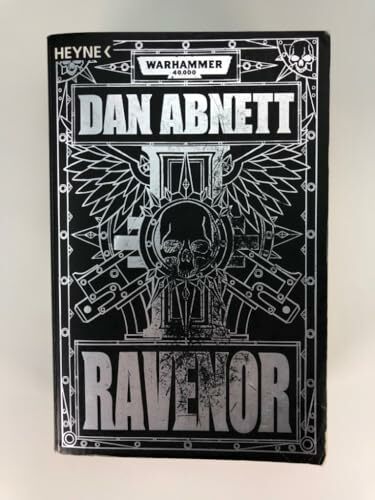 HEYNE<
WARHAMMER
40,000
DAN ABNETT
RAVENOR